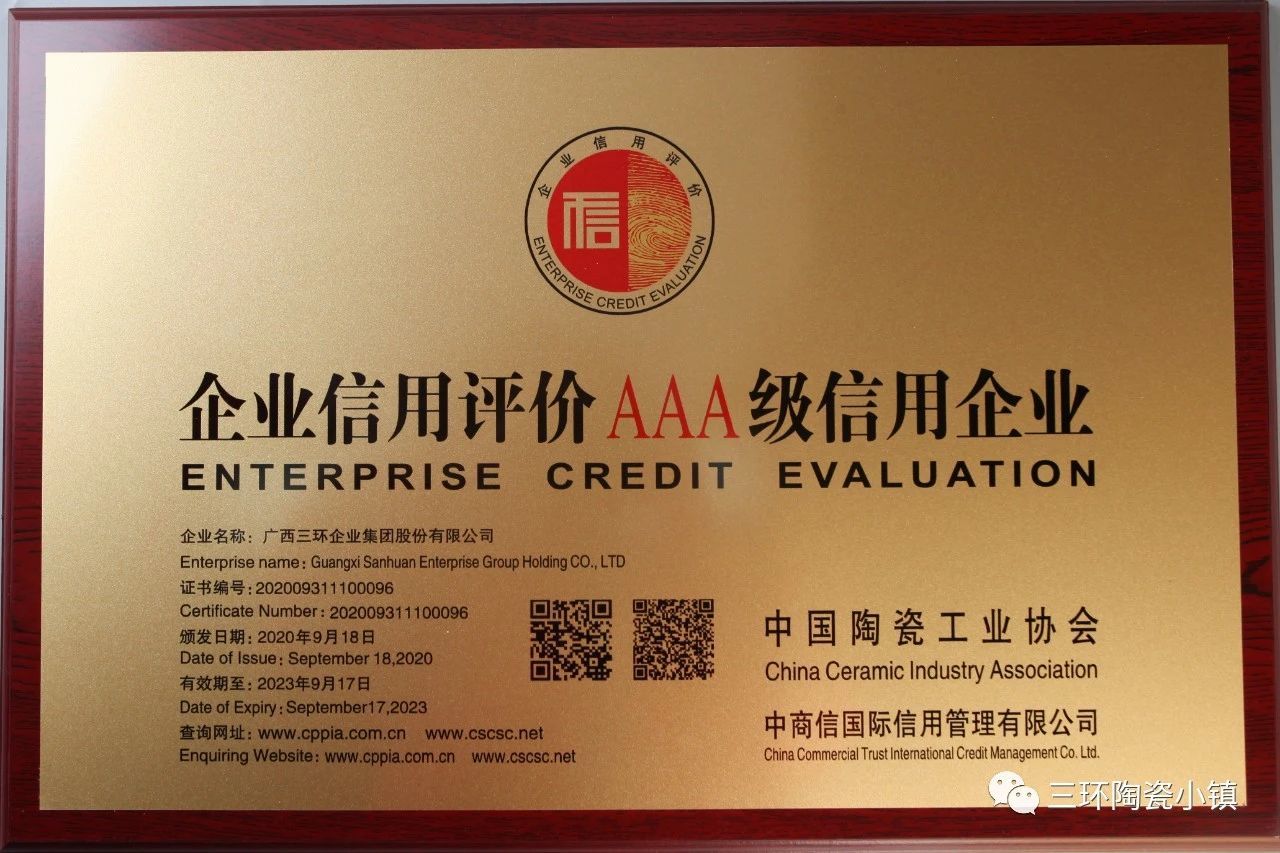 企业信用评价
信
ENTERPRISE CREDIT EVALUATION
企业信用评价AAA级信用企业
ENTERPRISE CREDIT EVALUATION
企业名称：广西三环企业集团股份有限公司
Enterprise name：Guangxi Sanhuan Enterprise Group Holding CO., LTD
证书编号：202009311100096
Certificate Number：202009311100096
颁发日期：2020年9月18日
Date of Issue：September 18,2020
有效期至：2023年9月17日
Date of Expiry：September17,2023
查询网址：www.cppia.com.cn www.cscsc.net
Enquiring Website：www.cppia.com.cn www.cscsc.net
中国陶瓷工业协会
China Ceramic Industry Association
中商信国际信用管理有限公司
China Commercial Trust International Credit Management Co. Ltd.
三环陶瓷小镇